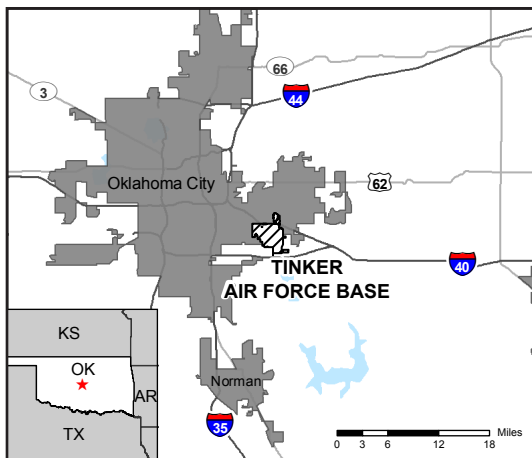 66
3
44
Oklahoma City
62
TINKER
AIR FORCE BASE
40
KS
OK
AR
TX
Norman
35
Miles
0 3 6 12 18